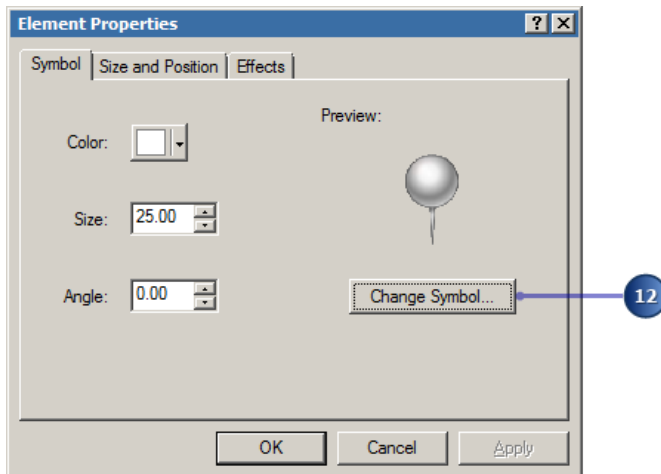 Element Properties
Symbol Size and Position Effects
Preview:
Color:
Size: 25.00
Angle: 0.00
Change Symbol...
12
OK Cancel Apply